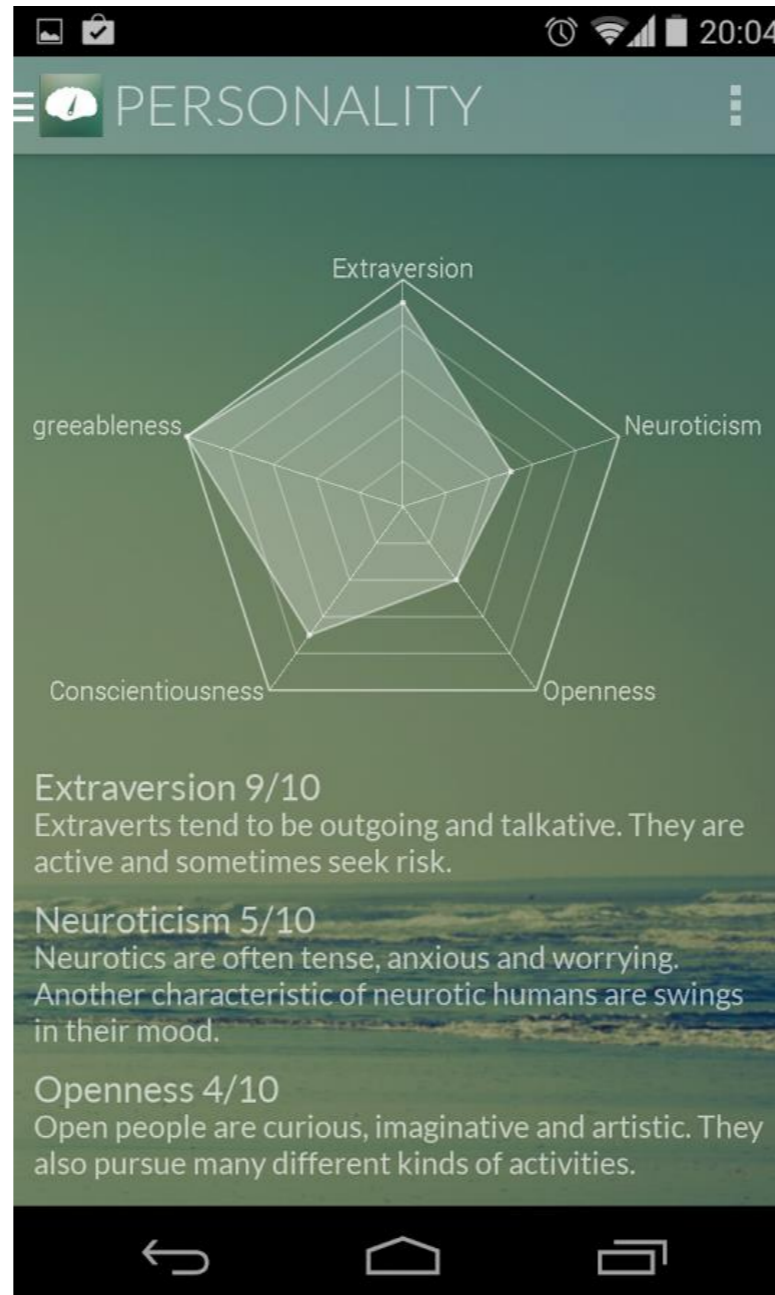 20:04
PERSONALITY
Extraversion
greeableness
Neuroticism
Conscientiousness
Openness
Extraversion 9/10
Extraverts tend to be outgoing and talkative. They are
active and sometimes seek risk.
Neuroticism 5/10
Neurotics are often tense, anxious and worrying.
Another characteristic of neurotic humans are swings
in their mood.
Openness 4/10
Open people are curious, imaginative and artistic. They
also pursue many different kinds of activities.